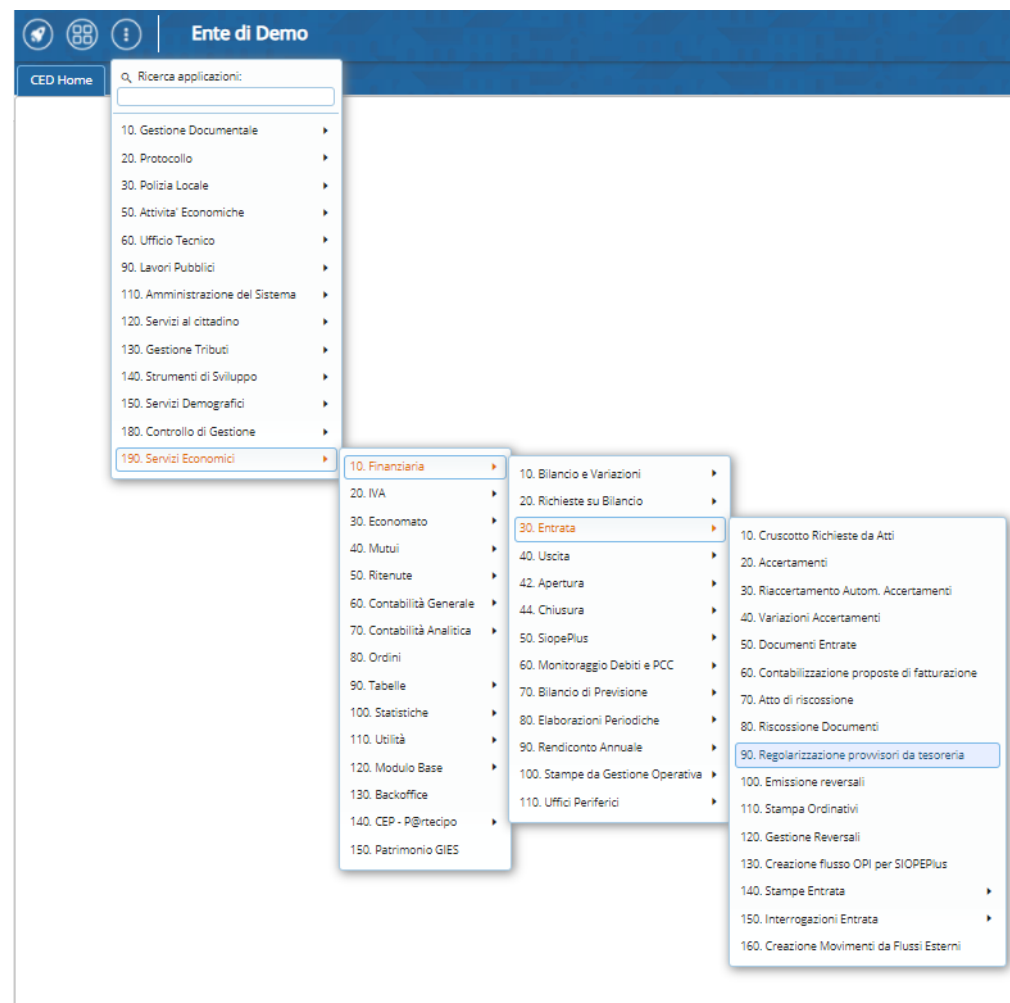 Ente di Demo
CED Home
Ricerca applicazioni:
10. Gestione Documentale
20. Protocollo
30. Polizia Locale
50. Attivita' Economiche
60. Ufficio Tecnico
90. Lavori Pubblici
110. Amministrazione del Sistema
120. Servizi al cittadino
130. Gestione Tributi
140. Strumenti di Sviluppo
150. Servizi Demografici
180. Controllo di Gestione
190. Servizi Economici
10. Finanziaria
20. IVA
30. Economato
40. Mutui
50. Ritenute
60. Contabilità Generale
70. Contabilità Analitica
80. Ordini
90. Tabelle
100. Statistiche
110. Utilità
120. Modulo Base
130. Backoffice
140. CEP - P@rtecipo
150. Patrimonio GIES
10. Bilancio e Variazioni
20. Richieste su Bilancio
30. Entrata
40. Uscita
42. Apertura
44. Chiusura
50. SiopePlus
60. Monitoraggio Debiti e PCC
70. Bilancio di Previsione
80. Elaborazioni Periodiche
90. Rendiconto Annuale
100. Stampe da Gestione Operativa
110. Uffici Periferici
10. Cruscotto Richieste da Atti
20. Accertamenti
30. Riaccertamento Autom. Accertamenti
40. Variazioni Accertamenti
50. Documenti Entrate
60. Contabilizzazione proposte di fatturazione
70. Atto di riscossione
80. Riscossione Documenti
90. Regolarizzazione provvisori da tesoreria
100. Emissione reversali
110. Stampa Ordinativi
120. Gestione Reversali
130. Creazione flusso OPI per SIOPEPlus
140. Stampe Entrata
150. Interrogazioni Entrata
160. Creazione Movimenti da Flussi Esterni